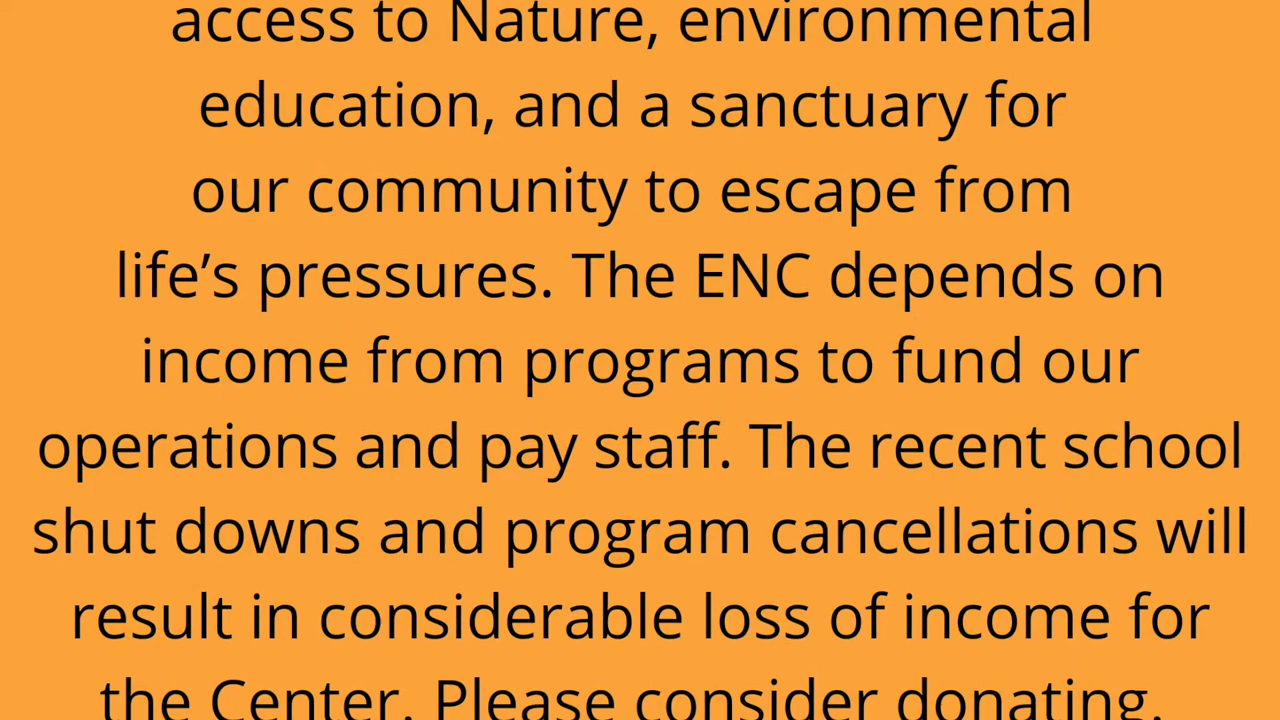 access to Nature, environmental
education, and a sanctuary for
our community to escape from
life’s pressures. The ENC depends on
income from programs to fund our
operations and pay staff. The recent school
shut downs and program cancellations will
result in considerable loss of income for
the Center. Please consider donating.